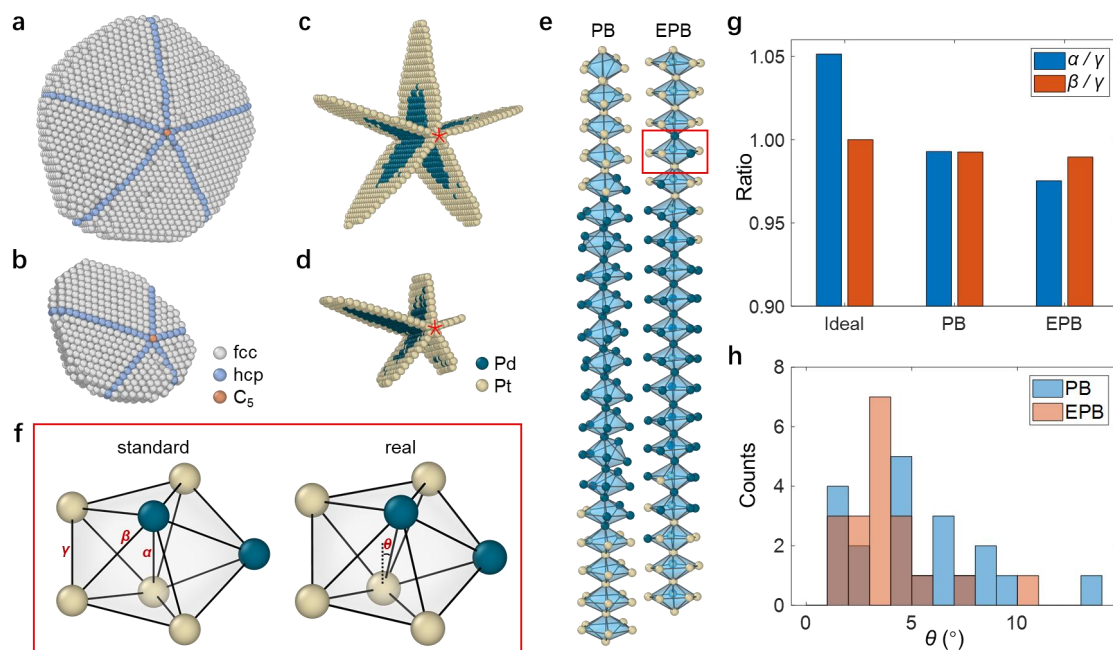 a
c
e
PB
EPB
g
α / γ
β / γ
1.05
1.00
0.95
0.90
Ratio
Ideal
PB
EPB
b
d
fcc
hcp
C5
Pd
Pt
f
standard
real
γ
β
α
θ
h
PB
EPB
8
6
4
2
0
Counts
0
5
10
θ (°)